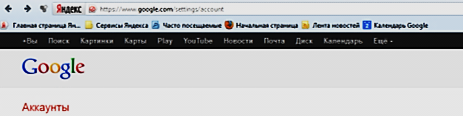 Яндекс https://www.google.com/settings/account
Главная страница Ян... Сервисы Яндекса Часто посещаемые Начальная страница Лента новостей Календарь Google
+Вы Поиск Картинки Карты Play YouTube Новости Почта Диск Календарь Ещё
Google
Аккаунты